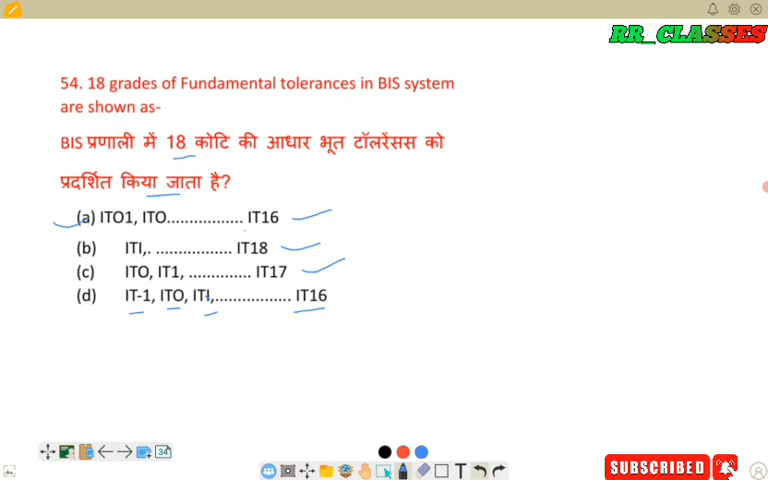 RR_CLASSES
54. 18 grades of Fundamental tolerances in BIS system
are shown as-
BIS प्रणाली में 18 कोटि की आधार भूत टॉलरेंसस को
प्रदर्शित किया जाता है?
(a) ITO1, ITO................. IT16
(b) ITI,. ................. IT18
(c) ITO, IT1, .............. IT17
(d) IT-1, ITO, ITI,................. IT16
34
T
SUBSCRIBED